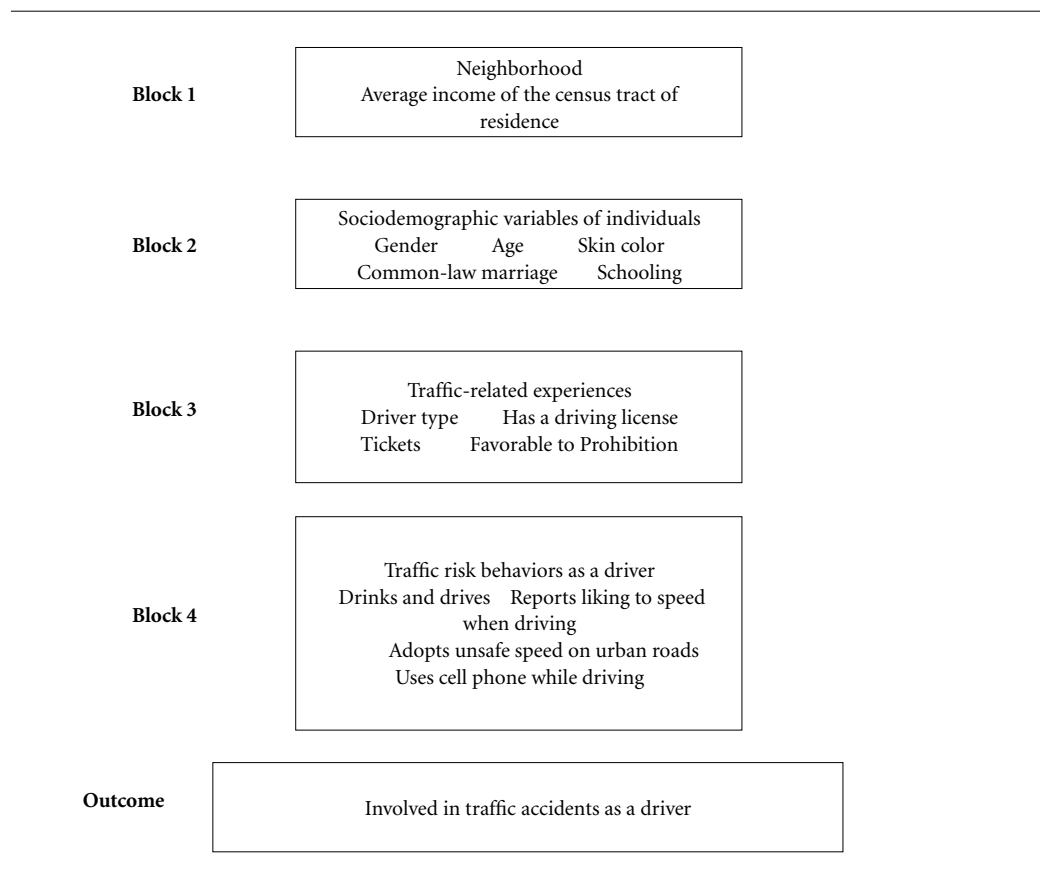 Block 1
Neighborhood
Average income of the census tract of
residence
Block 2
Sociodemographic variables of individuals
Gender Age Skin color
Common-law marriage Schooling
Block 3
Traffic-related experiences
Driver type Has a driving license
Tickets Favorable to Prohibition
Block 4
Traffic risk behaviors as a driver
Drinks and drives Reports liking to speed
when driving
Adopts unsafe speed on urban roads
Uses cell phone while driving
Outcome
Involved in traffic accidents as a driver